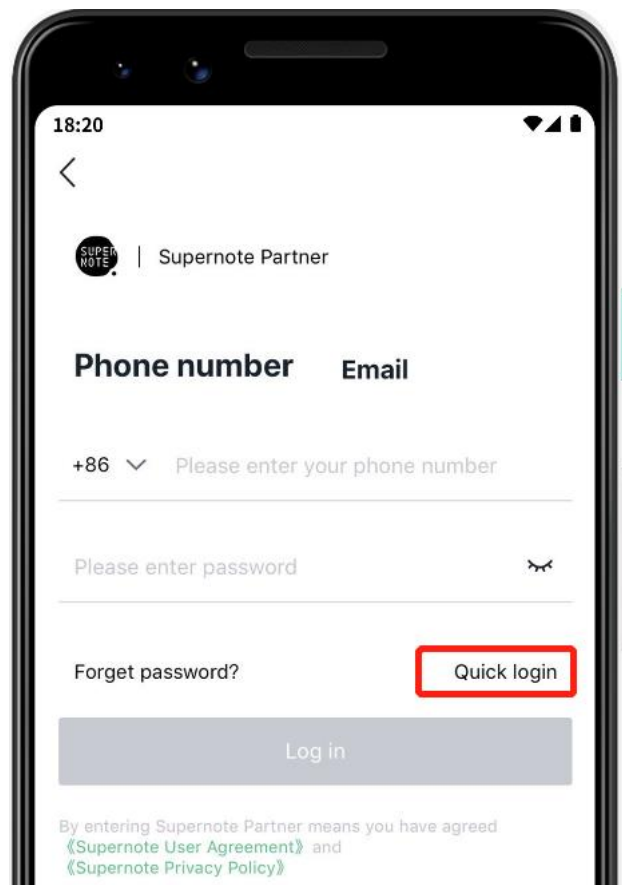 18:20
SUPER
NOTE
Supernote Partner
Phone number Email
+86 Please enter your phone number
Please enter password
Forget password? Quick login
Log in
By entering Supernote Partner means you have agreed
《Supernote User Agreement》 and
《Supernote Privacy Policy》